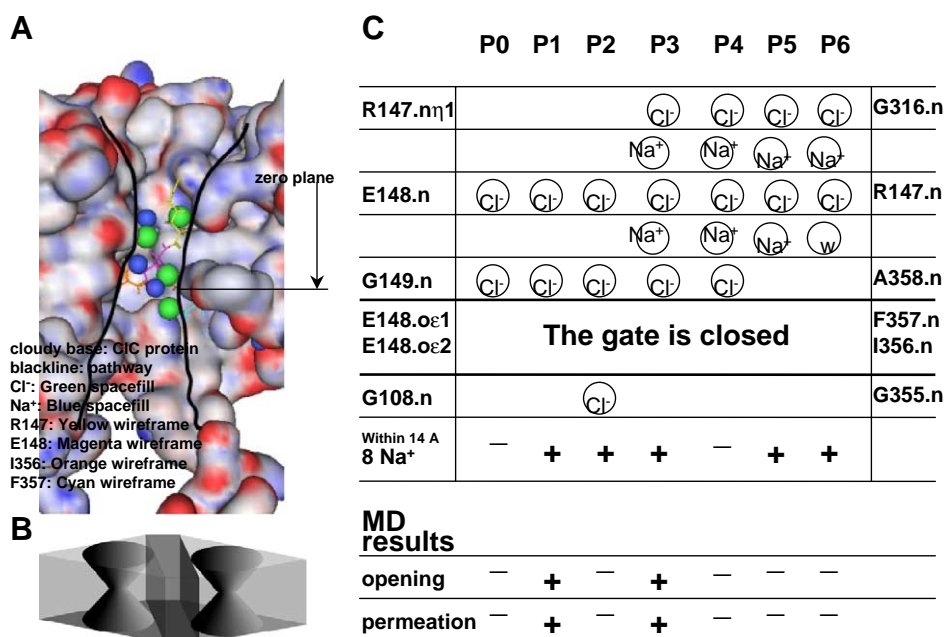 A
zero plane
cloudy base: ClC protein
blackline: pathway
Cl-: Green spacefill
Na+: Blue spacefill
R147: Yellow wireframe
E148: Magenta wireframe
I356: Orange wireframe
F357: Cyan wireframe
B
C
P0 P1 P2 P3 P4 P5 P6
R147.nη1 Cl- Cl- Cl- Cl- G316.n
Na+ Na+ Na+ Na+
E148.n Cl- Cl- Cl- Cl- Cl- Cl- Cl- R147.n
Na+ Na+ Na+ w
G149.n Cl- Cl- Cl- Cl- Cl- A358.n
E148.oε1 F357.n
The gate is closed
E148.oε2 I356.n
G108.n Cl- G355.n
Within 14 A
8 Na+ — + + + — + +
MD
results
opening — + — + — — —
permeation — + — + — — —